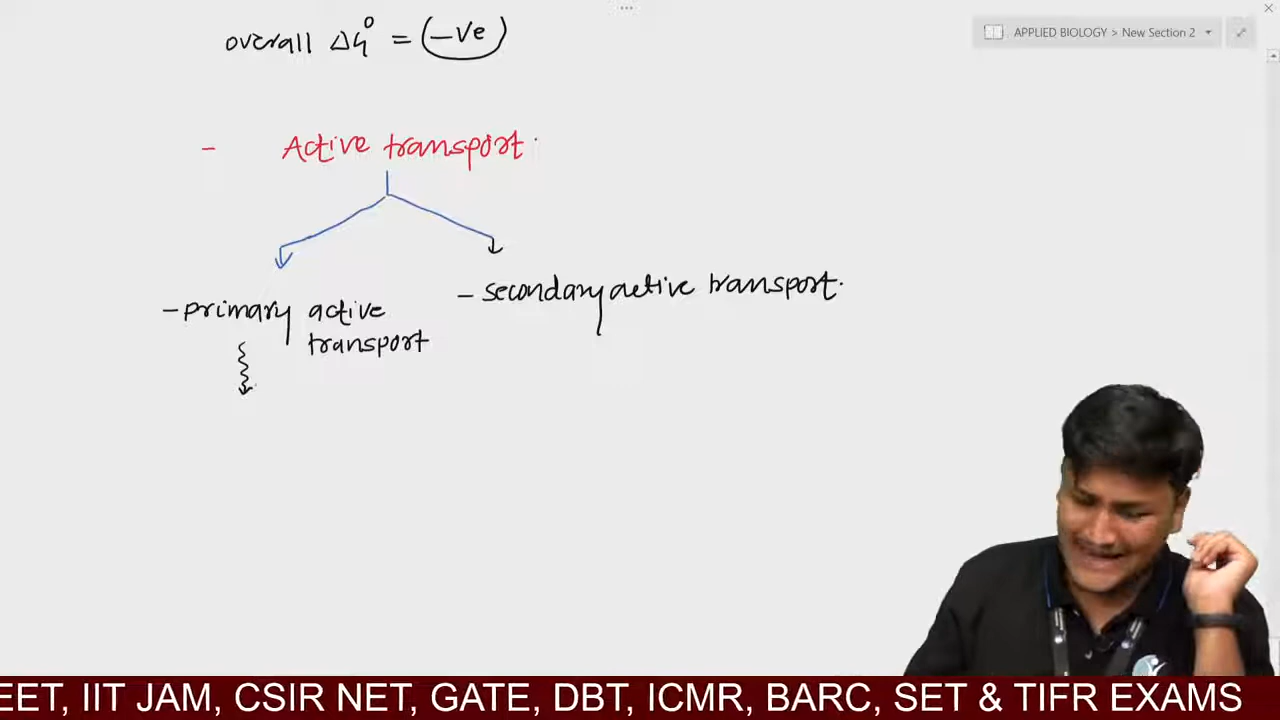 overall ΔG° = (-ve)
APPLIED BIOLOGY > New Section 2
- Active transport.
- secondary active transport.
- primary active
transport
EET, IIT JAM, CSIR NET, GATE, DBT, ICMR, BARC, SET & TIFR EXAMS